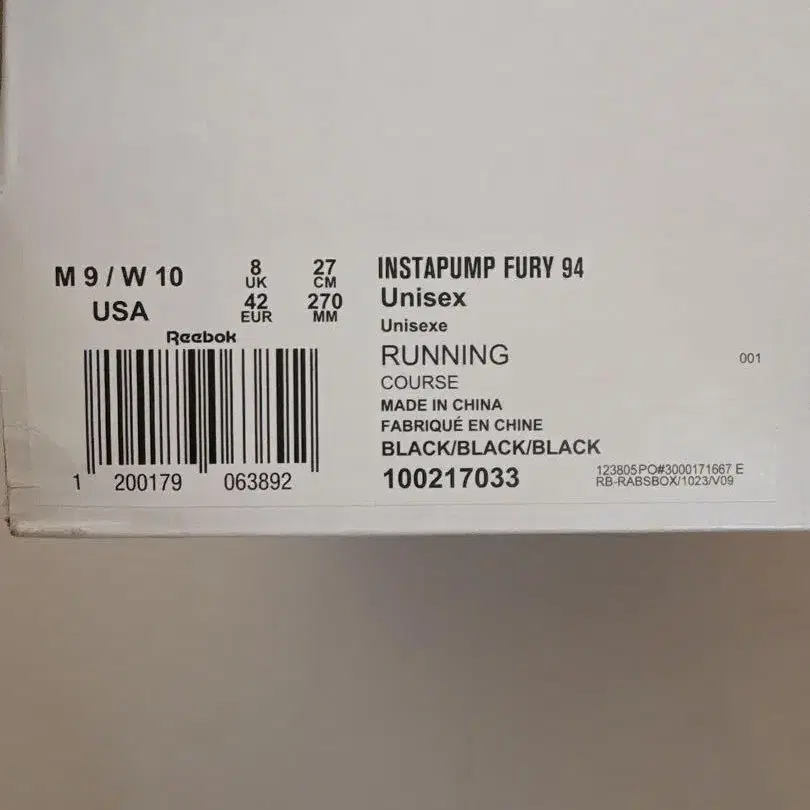 M 9 / W 10
USA
8
UK
27
CM
42
EUR
270
MM
Reebok
1 200179 063892
INSTAPUMP FURY 94
Unisex
Unisexe
RUNNING
001
COURSE
MADE IN CHINA
FABRIQUÉ EN CHINE
BLACK/BLACK/BLACK
100217033
123805PO#3000171667 E
RB-RABSBOX/1023/V09